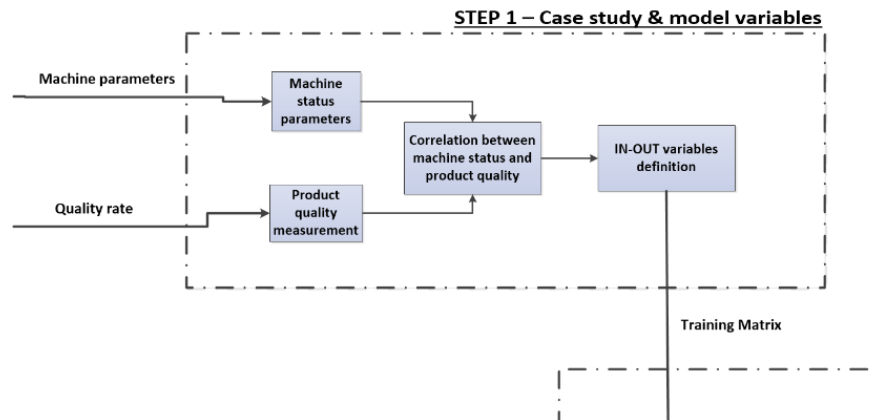 STEP 1 – Case study & model variables
Machine parameters
Machine
status
parameters
Correlation between
machine status and
product quality
IN-OUT variables
definition
Quality rate
Product
quality
measurement
Training Matrix